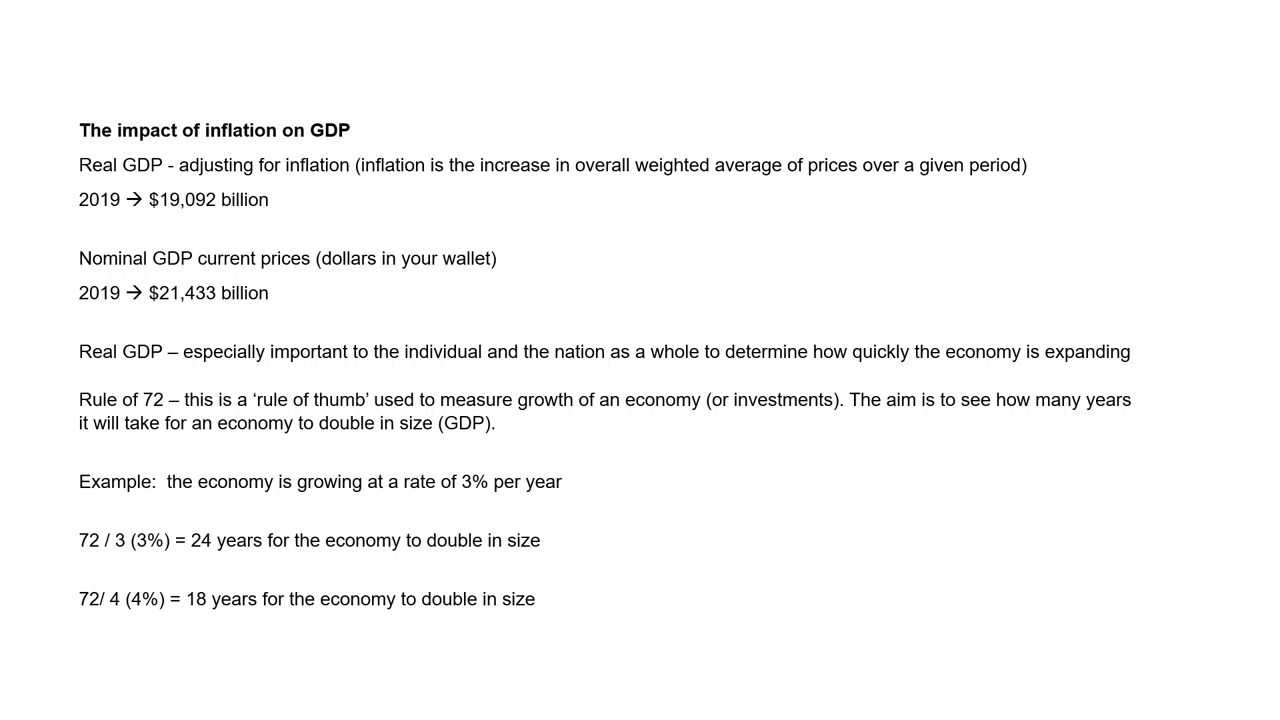 The impact of inflation on GDP
Real GDP - adjusting for inflation (inflation is the increase in overall weighted average of prices over a given period)
2019 → $19,092 billion
Nominal GDP current prices (dollars in your wallet)
2019 → $21,433 billion
Real GDP – especially important to the individual and the nation as a whole to determine how quickly the economy is expanding
Rule of 72 – this is a ‘rule of thumb’ used to measure growth of an economy (or investments). The aim is to see how many years
it will take for an economy to double in size (GDP).
Example:  the economy is growing at a rate of 3% per year
72 / 3 (3%) = 24 years for the economy to double in size
72/ 4 (4%) = 18 years for the economy to double in size